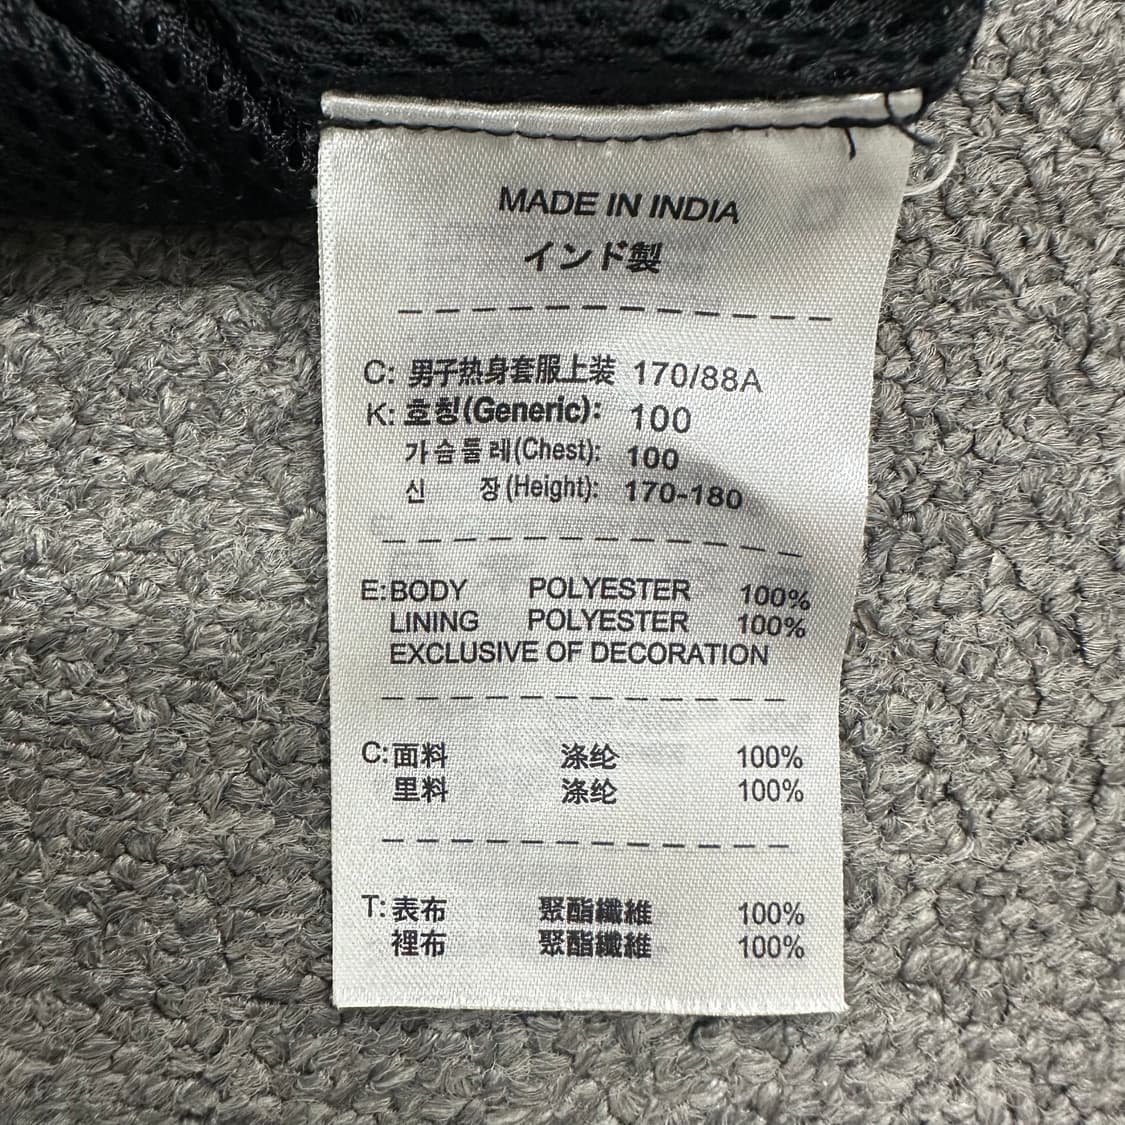 MADE IN INDIA
インド製
C: 男子热身套服上装 170/88A
K: 호칭(Generic): 100
가슴둘레(Chest): 100
신 장(Height): 170-180
E:BODY POLYESTER 100%
LINING POLYESTER 100%
EXCLUSIVE OF DECORATION
C:面料 涤纶 100%
里料 涤纶 100%
T:表布 聚酯纖維 100%
裡布 聚酯纖維 100%